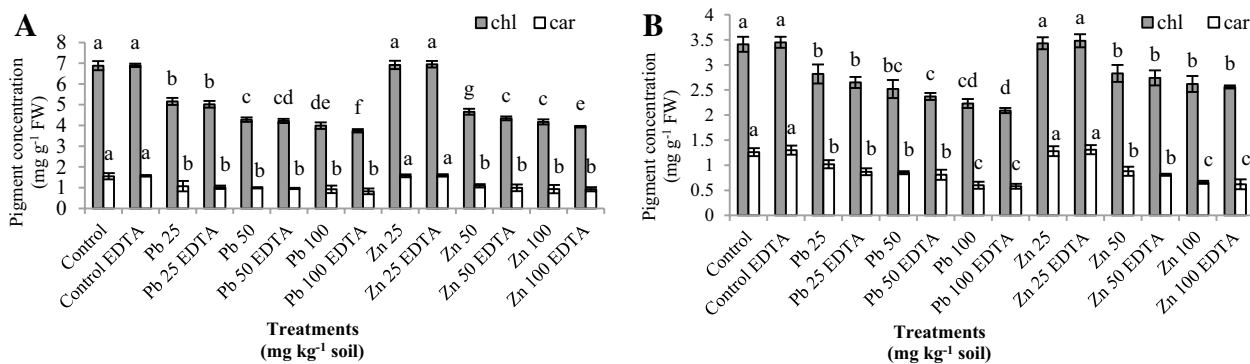 A
chl car
Pigment concentration
(mg g-1 FW)
8
7
6
5
4
3
2
1
0
a a b b c cd de f a a g c c e
a a b b b b b b a a b b b b
Control
Control EDTA
Pb 25
Pb 25 EDTA
Pb 50
Pb 50 EDTA
Pb 100
Pb 100 EDTA
Zn 25
Zn 25 EDTA
Zn 50
Zn 50 EDTA
Zn 100
Zn 100 EDTA
Treatments
(mg kg-1 soil)
B
chl car
Pigment concentration
(mg g-1 FW)
4
3.5
3
2.5
2
1.5
1
0.5
0
a a b b bc c cd d a a b b b b
a a b b b b c c a a b b c c
Control
Control EDTA
Pb 25
Pb 25 EDTA
Pb 50
Pb 50 EDTA
Pb 100
Pb 100 EDTA
Zn 25
Zn 25 EDTA
Zn 50
Zn 50 EDTA
Zn 100
Zn 100 EDTA
Treatments
(mg kg-1 soil)